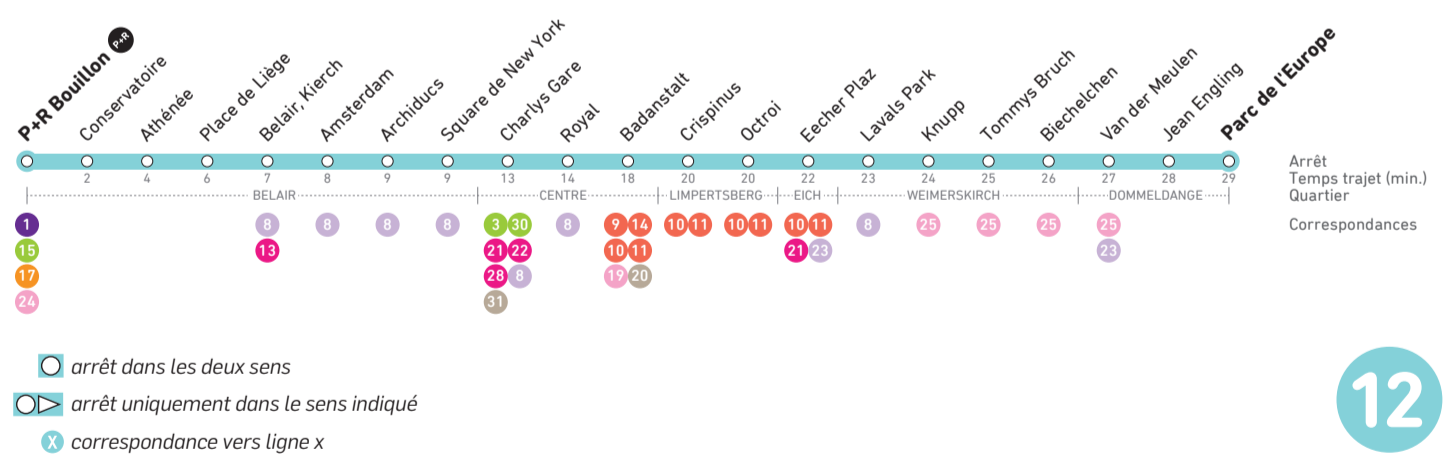 P+R Bouillon P+R
Conservatoire
Athénée
Place de Liège
Belair, Kierch
Amsterdam
Archiducs
Square de New York
Charlys Gare
Royal
Badanstalt
Crispinus
Octroi
Eecher Plaz
Lavals Park
Knupp
Tommys Bruch
Biechelchen
Van der Meulen
Jean Engling
Parc de l'Europe
Arrêt
2 4 6 7 8 9 9 13 14 18 20 20 22 23 24 25 26 27 28 29 Temps trajet (min.)
BELAIR CENTRE LIMPERTSBERG EICH WEIMERSKIRCH DOMMELDANGE Quartier
1 8 8 8 8 3 30 8 9 14 10 11 10 11 10 11 8 25 25 25 25 Correspondances
15 13 21 22 10 11 21 23 23
17 28 8 19 20
24 31
arrêt dans les deux sens
arrêt uniquement dans le sens indiqué
X correspondance vers ligne x
12